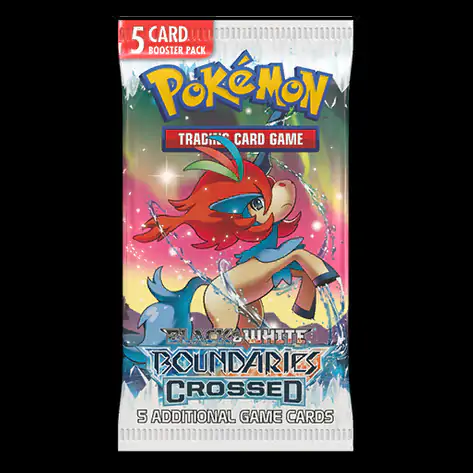 5 CARD
BOOSTER PACK
POKéMON
TRADING CARD GAME
BLACK & WHITE
BOUNDARIES
CROSSED
5 ADDITIONAL GAME CARDS